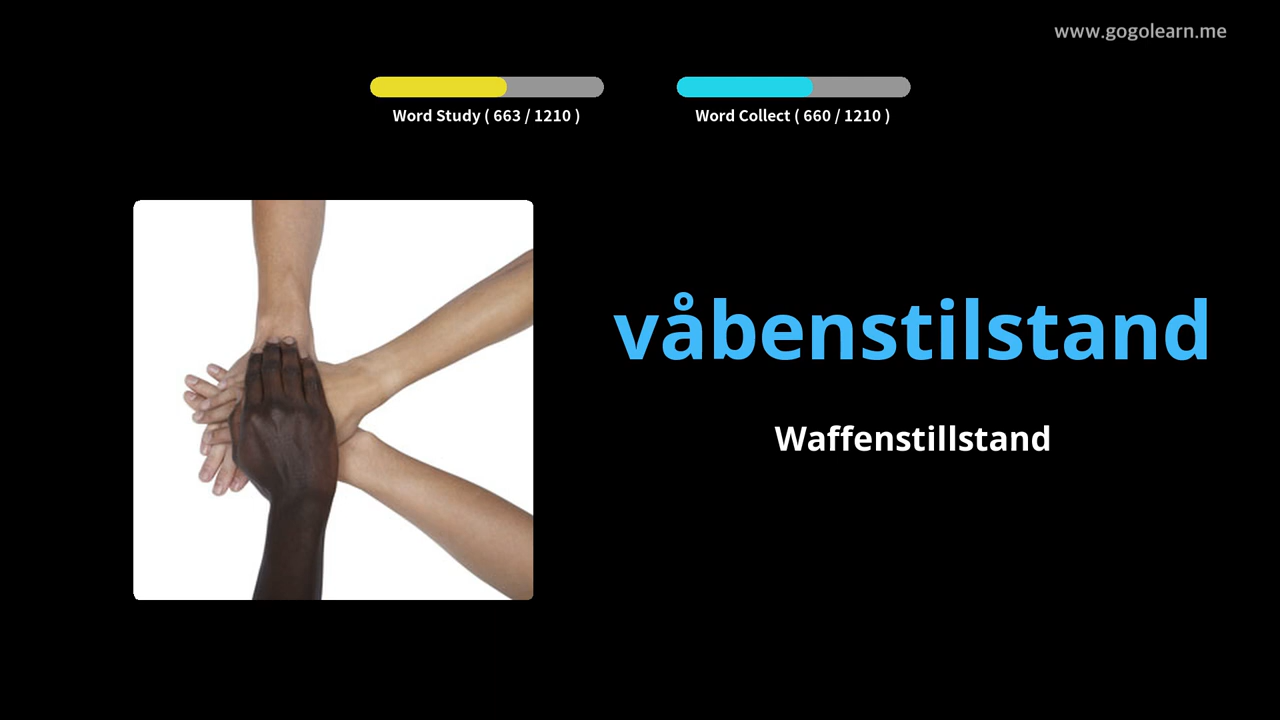 www.gogolearn.me
Word Study ( 663 / 1210 )
Word Collect ( 660 / 1210 )
våbenstilstand
Waffenstillstand